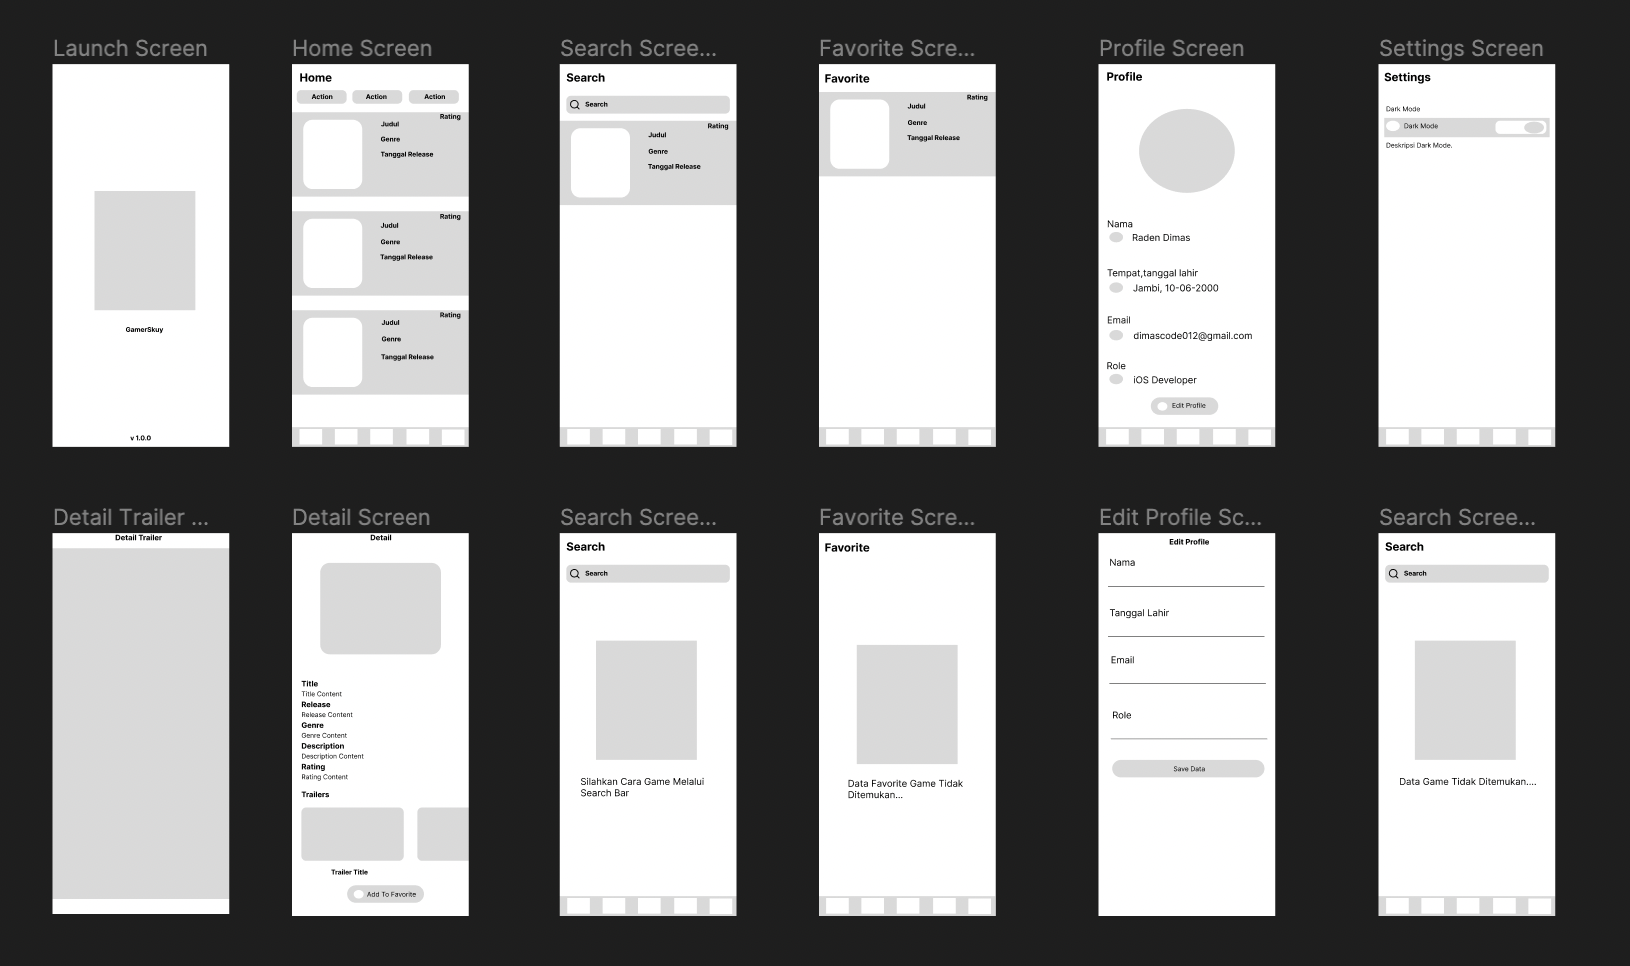 Launch Screen
GamerSkuy
v 1.0.0
Home Screen
Home
Action
Action
Action
Rating
Judul
Genre
Tanggal Release
Rating
Judul
Genre
Tanggal Release
Rating
Judul
Genre
Tanggal Release
Search Scree...
Search
Search
Rating
Judul
Genre
Tanggal Release
Favorite Scre...
Favorite
Rating
Judul
Genre
Tanggal Release
Profile Screen
Profile
Nama
Raden Dimas
Tempat,tanggal lahir
Jambi, 10-06-2000
Email
dimascode012@gmail.com
Role
iOS Developer
Edit Profile
Settings Screen
Settings
Dark Mode
Dark Mode
Deskripsi Dark Mode.
Detail Trailer ...
Detail Trailer
Detail Screen
Detail
Title
Title Content
Release
Release Content
Genre
Genre Content
Description
Description Content
Rating
Rating Content
Trailers
Trailer Title
Add To Favorite
Search Scree...
Search
Search
Silahkan Cara Game Melalui
Search Bar
Favorite Scre...
Favorite
Data Favorite Game Tidak
Ditemukan...
Edit Profile Sc...
Edit Profile
Nama
Tanggal Lahir
Email
Role
Save Data
Search Scree...
Search
Search
Data Game Tidak Ditemukan....